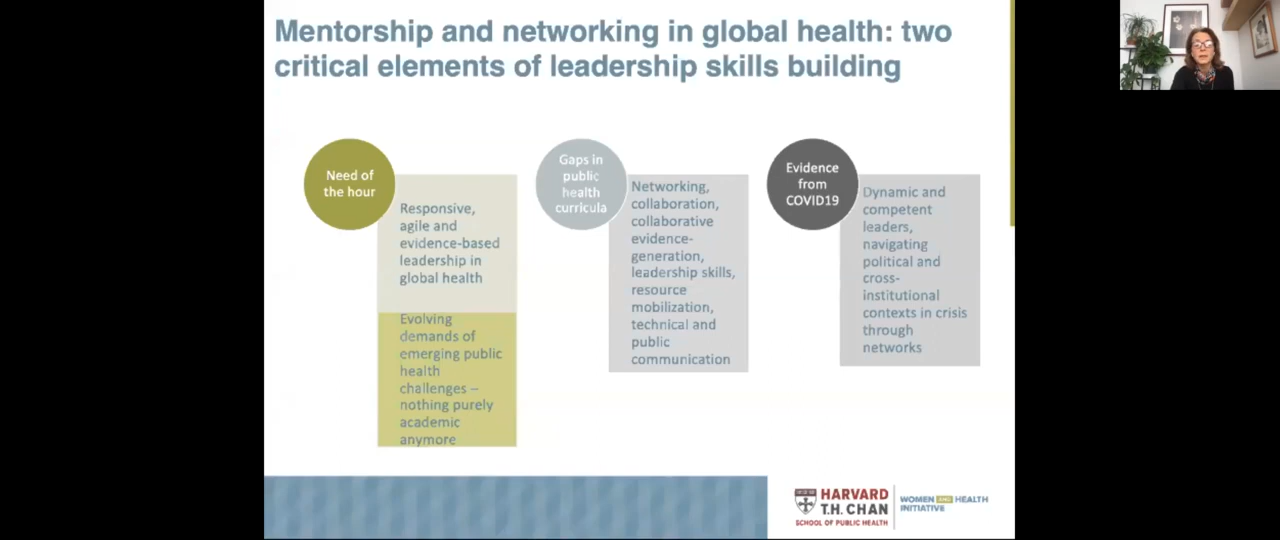 Mentorship and networking in global health: two
critical elements of leadership skills building
Need of
the hour
Responsive,
agile and
evidence-based
leadership in
global health
Evolving
demands of
emerging public
health
challenges –
nothing purely
academic
anymore
Gaps in
public
health
curricula
Networking,
collaboration,
collaborative
evidence-
generation,
leadership skills,
resource
mobilization,
technical and
public
communication
Evidence
from
COVID19
Dynamic and
competent
leaders,
navigating
political and
cross-
institutional
contexts in crisis
through
networks
HARVARD
T.H. CHAN
SCHOOL OF PUBLIC HEALTH
WOMEN AND HEALTH
INITIATIVE